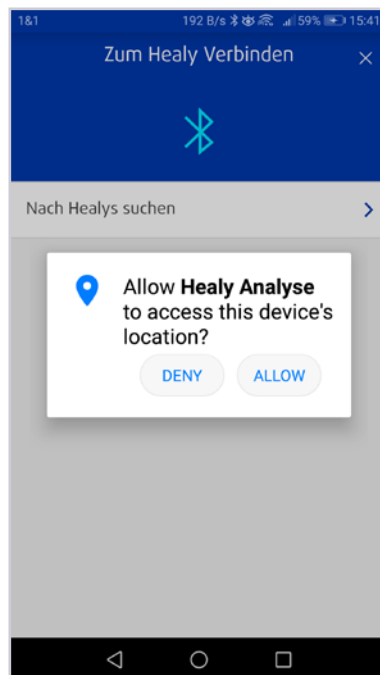 1&1 192 B/s 59% 15:41
Zum Healy Verbinden
Nach Healys suchen
Allow Healy Analyse
to access this device's
location?
DENY ALLOW